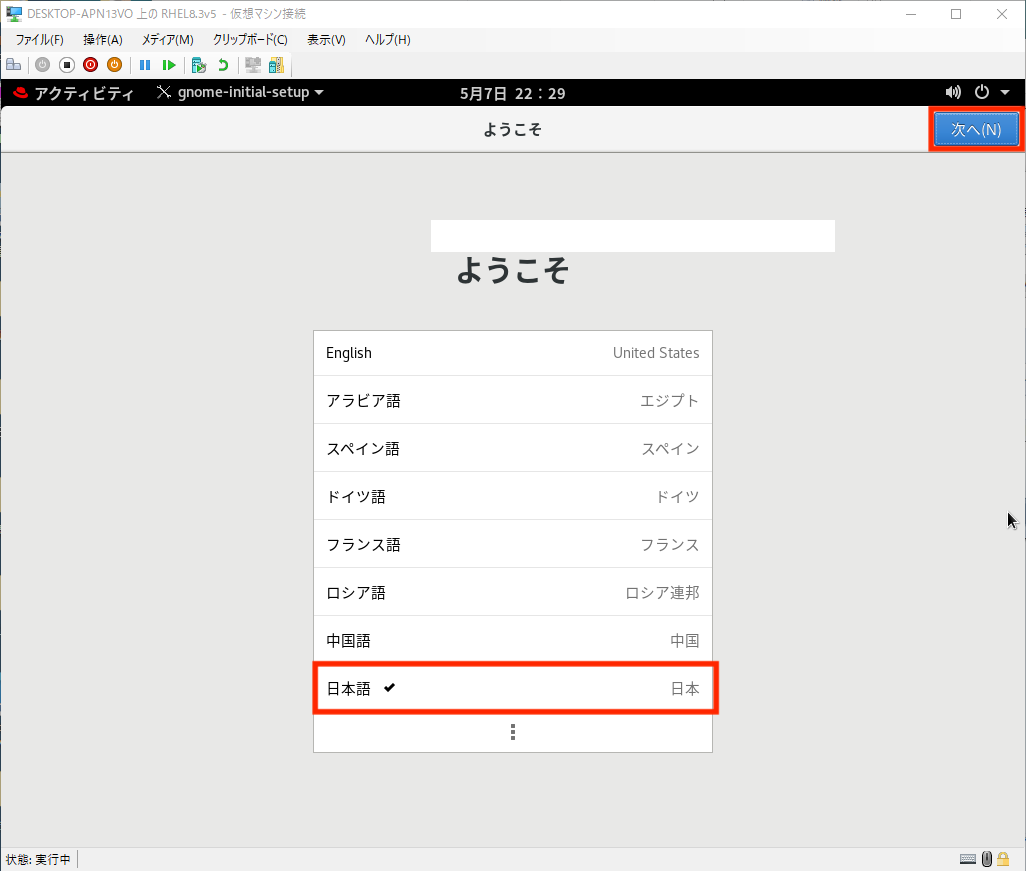 DESKTOP-APN13VO 上の RHEL8.3v5 - 仮想マシン接続
ファイル(F) 操作(A) メディア(M) クリップボード(C) 表示(V) ヘルプ(H)
アクティビティ gnome-initial-setup 5月7日 22：29
ようこそ 次へ(N)
ようこそ
English United States
アラビア語 エジプト
スペイン語 スペイン
ドイツ語 ドイツ
フランス語 フランス
ロシア語 ロシア連邦
中国語 中国
日本語 ✔ 日本
状態: 実行中